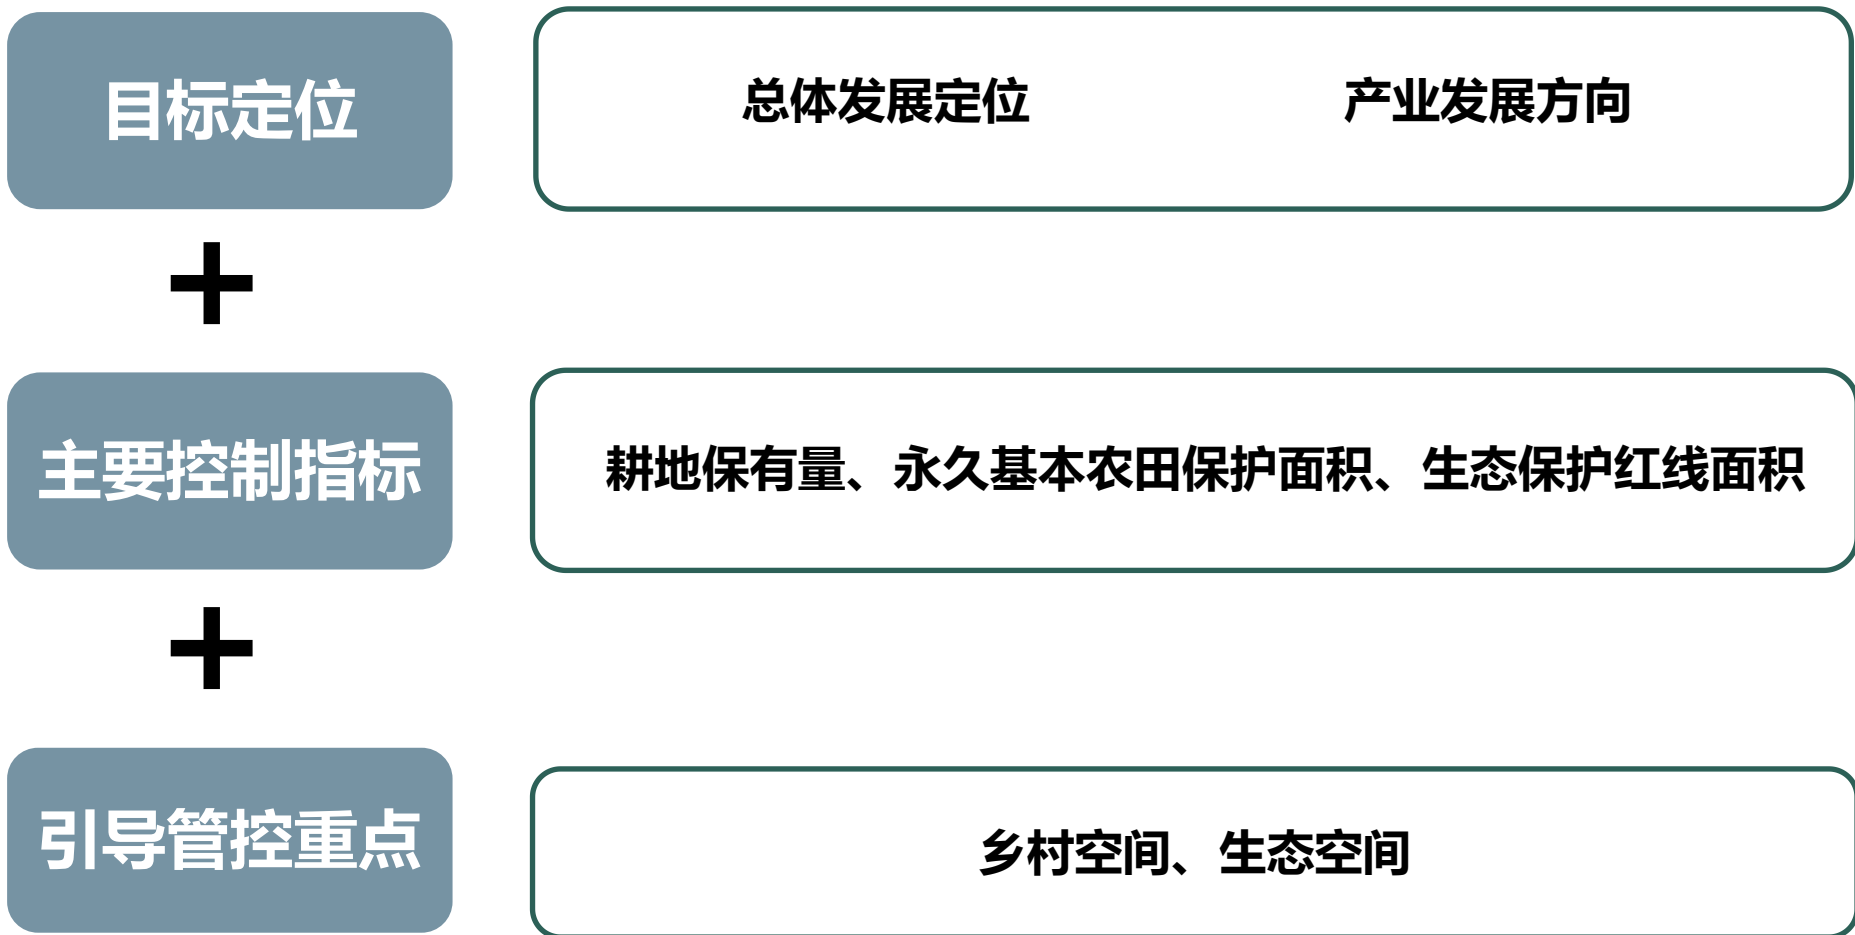 目标定位
总体发展定位 产业发展方向
+
主要控制指标
耕地保有量、永久基本农田保护面积、生态保护红线面积
+
引导管控重点
乡村空间、生态空间